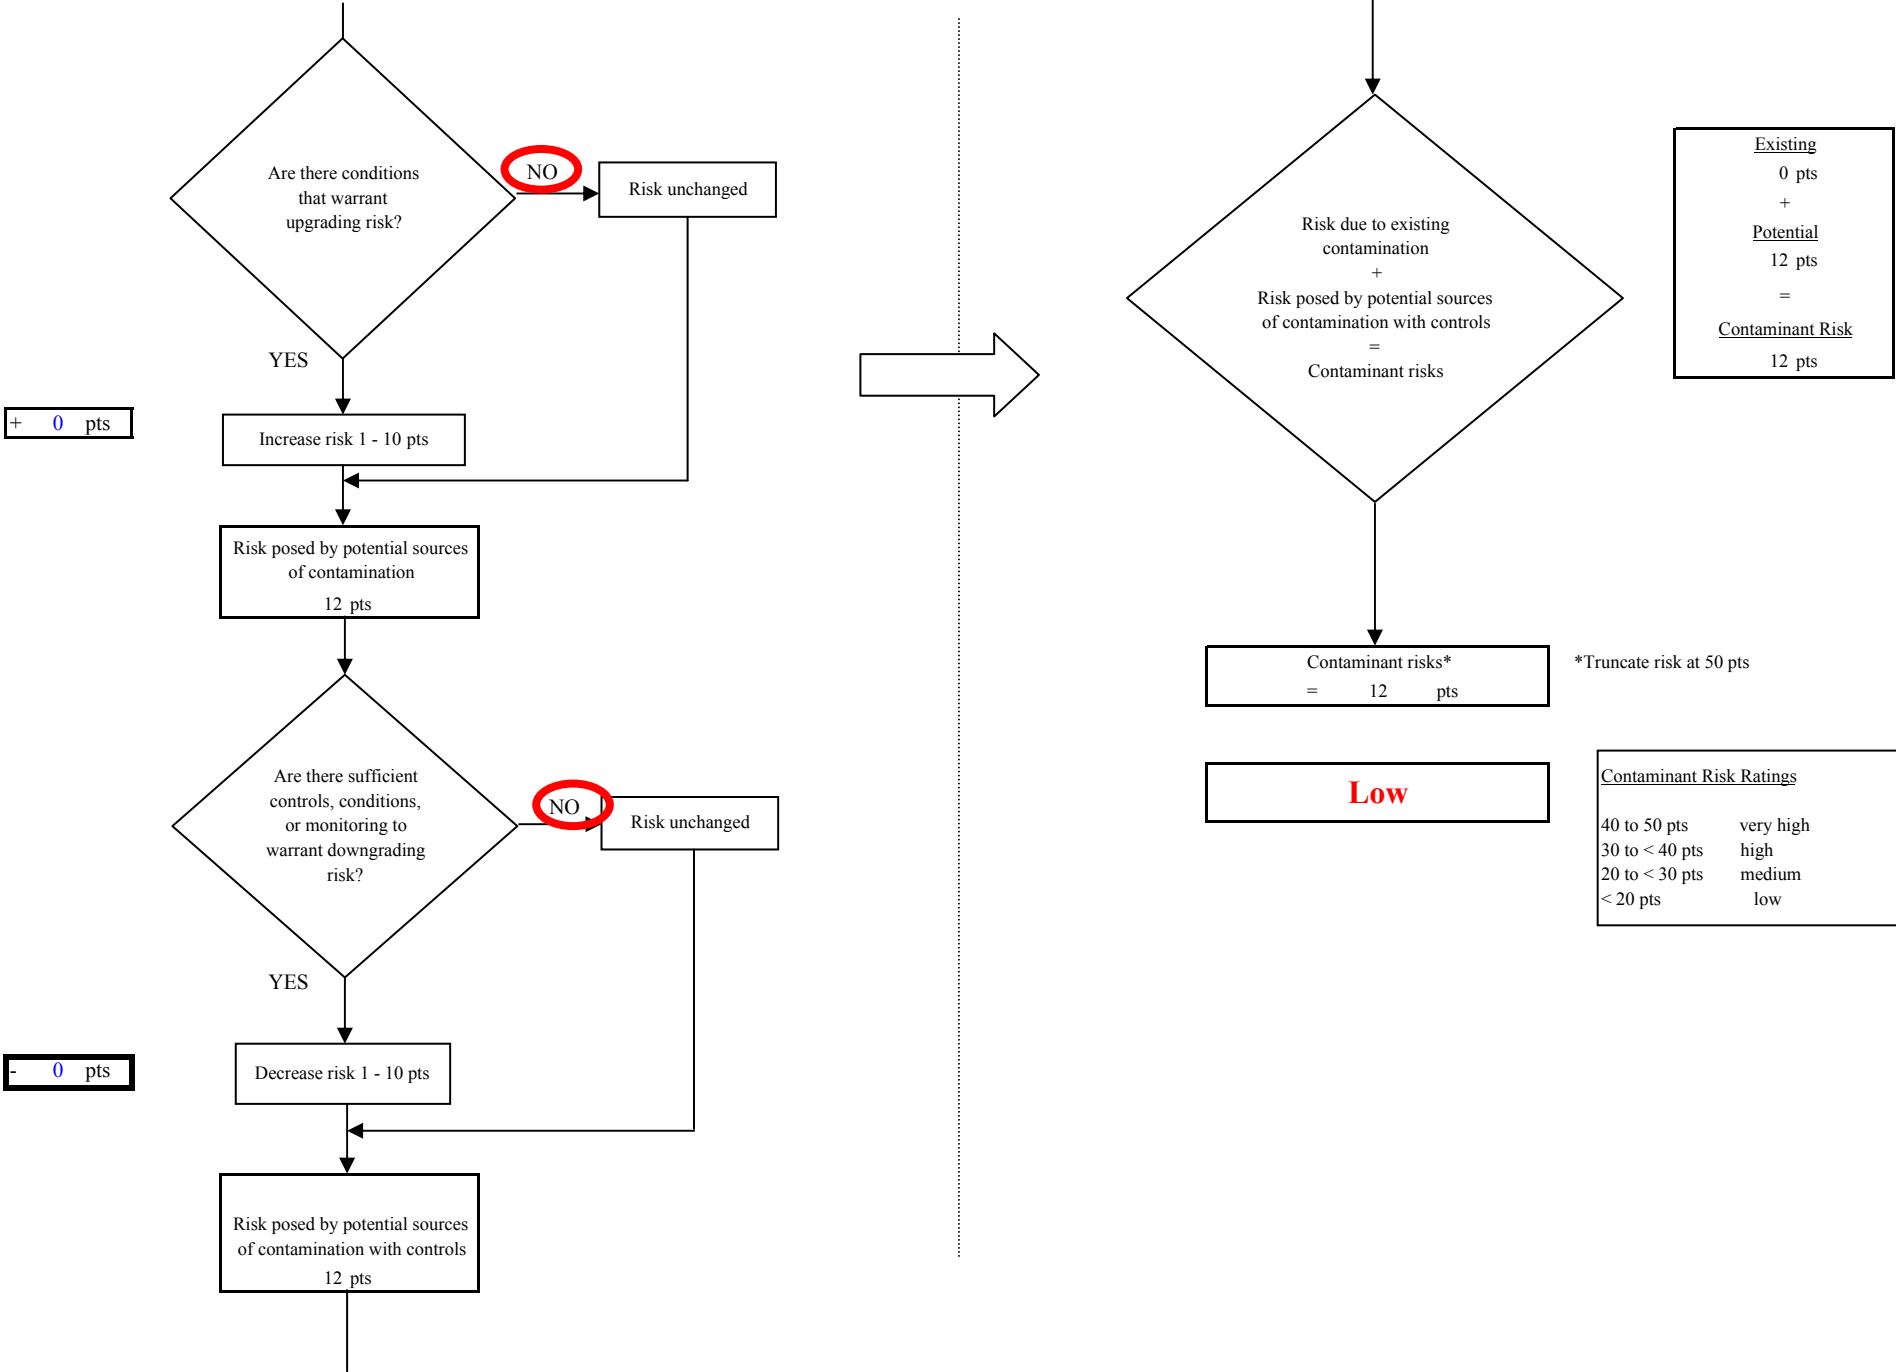 Are there conditions
that warrant
upgrading risk?
NO
Risk unchanged
YES
+ 0 pts
Increase risk 1 - 10 pts
Risk posed by potential sources
of contamination
12 pts
Are there sufficient
controls, conditions,
or monitoring to
warrant downgrading
risk?
NO
Risk unchanged
YES
- 0 pts
Decrease risk 1 - 10 pts
Risk posed by potential sources
of contamination with controls
12 pts
Risk due to existing
contamination
+
Risk posed by potential sources
of contamination with controls
=
Contaminant risks
Existing
0 pts
+
Potential
12 pts
=
Contaminant Risk
12 pts
Contaminant risks*
= 12 pts
*Truncate risk at 50 pts
Low
Contaminant Risk Ratings
40 to 50 pts very high
30 to < 40 pts high
20 to < 30 pts medium
< 20 pts low